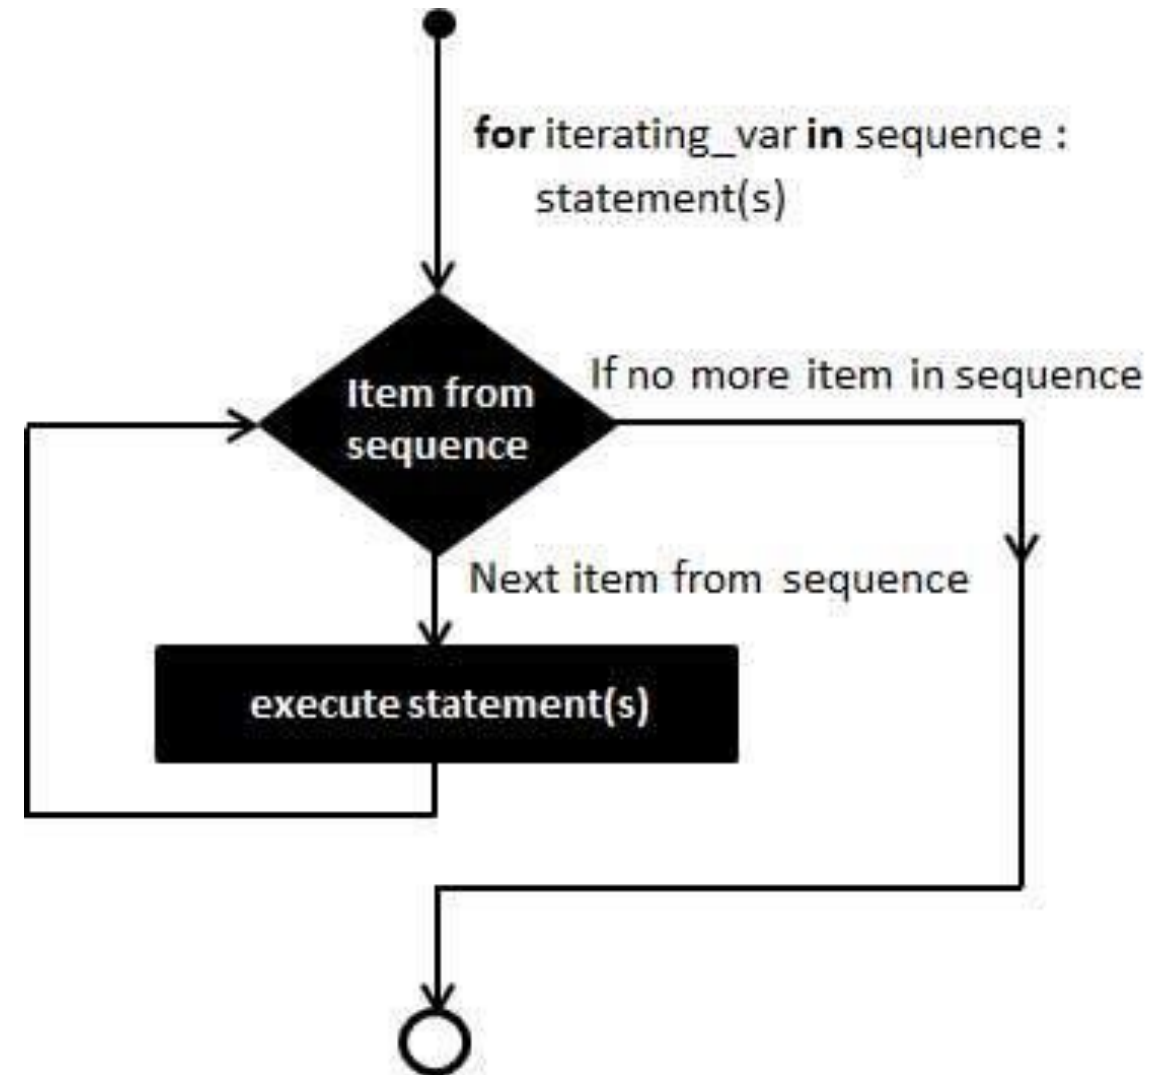 for iterating_var in sequence :
statement(s)
If no more item in sequence
Item from
sequence
Next item from sequence
execute statement(s)